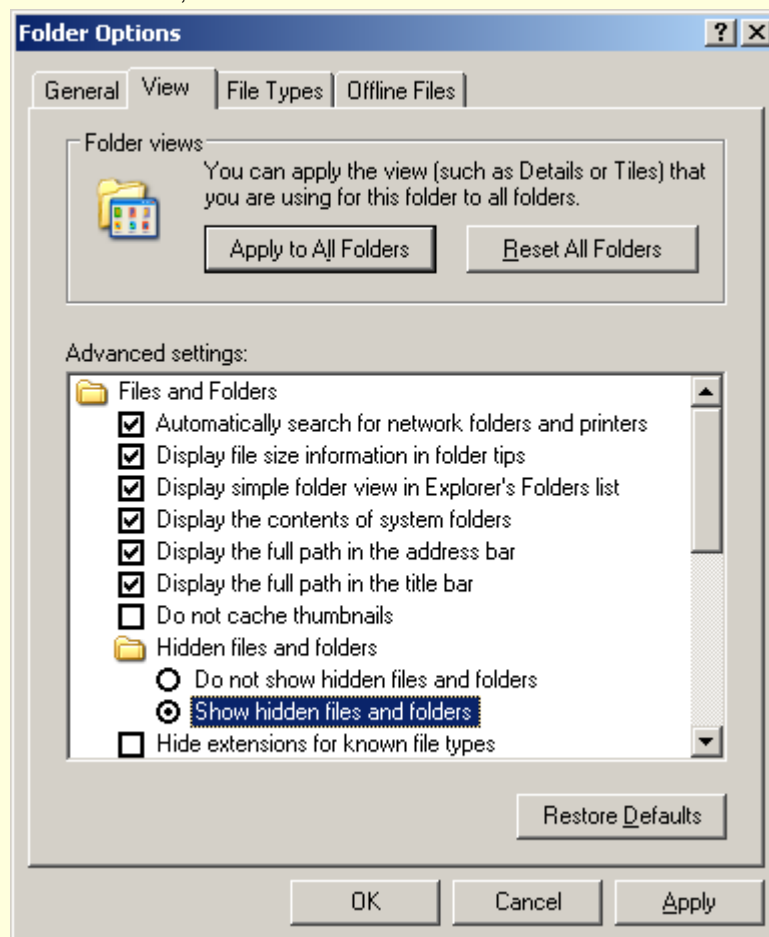 Folder Options
General View File Types Offline Files
Folder views
You can apply the view (such as Details or Tiles) that
you are using for this folder to all folders.
Apply to All Folders Reset All Folders
Advanced settings:
Files and Folders
Automatically search for network folders and printers
Display file size information in folder tips
Display simple folder view in Explorer's Folders list
Display the contents of system folders
Display the full path in the address bar
Display the full path in the title bar
Do not cache thumbnails
Hidden files and folders
Do not show hidden files and folders
Show hidden files and folders
Hide extensions for known file types
Restore Defaults
OK Cancel Apply